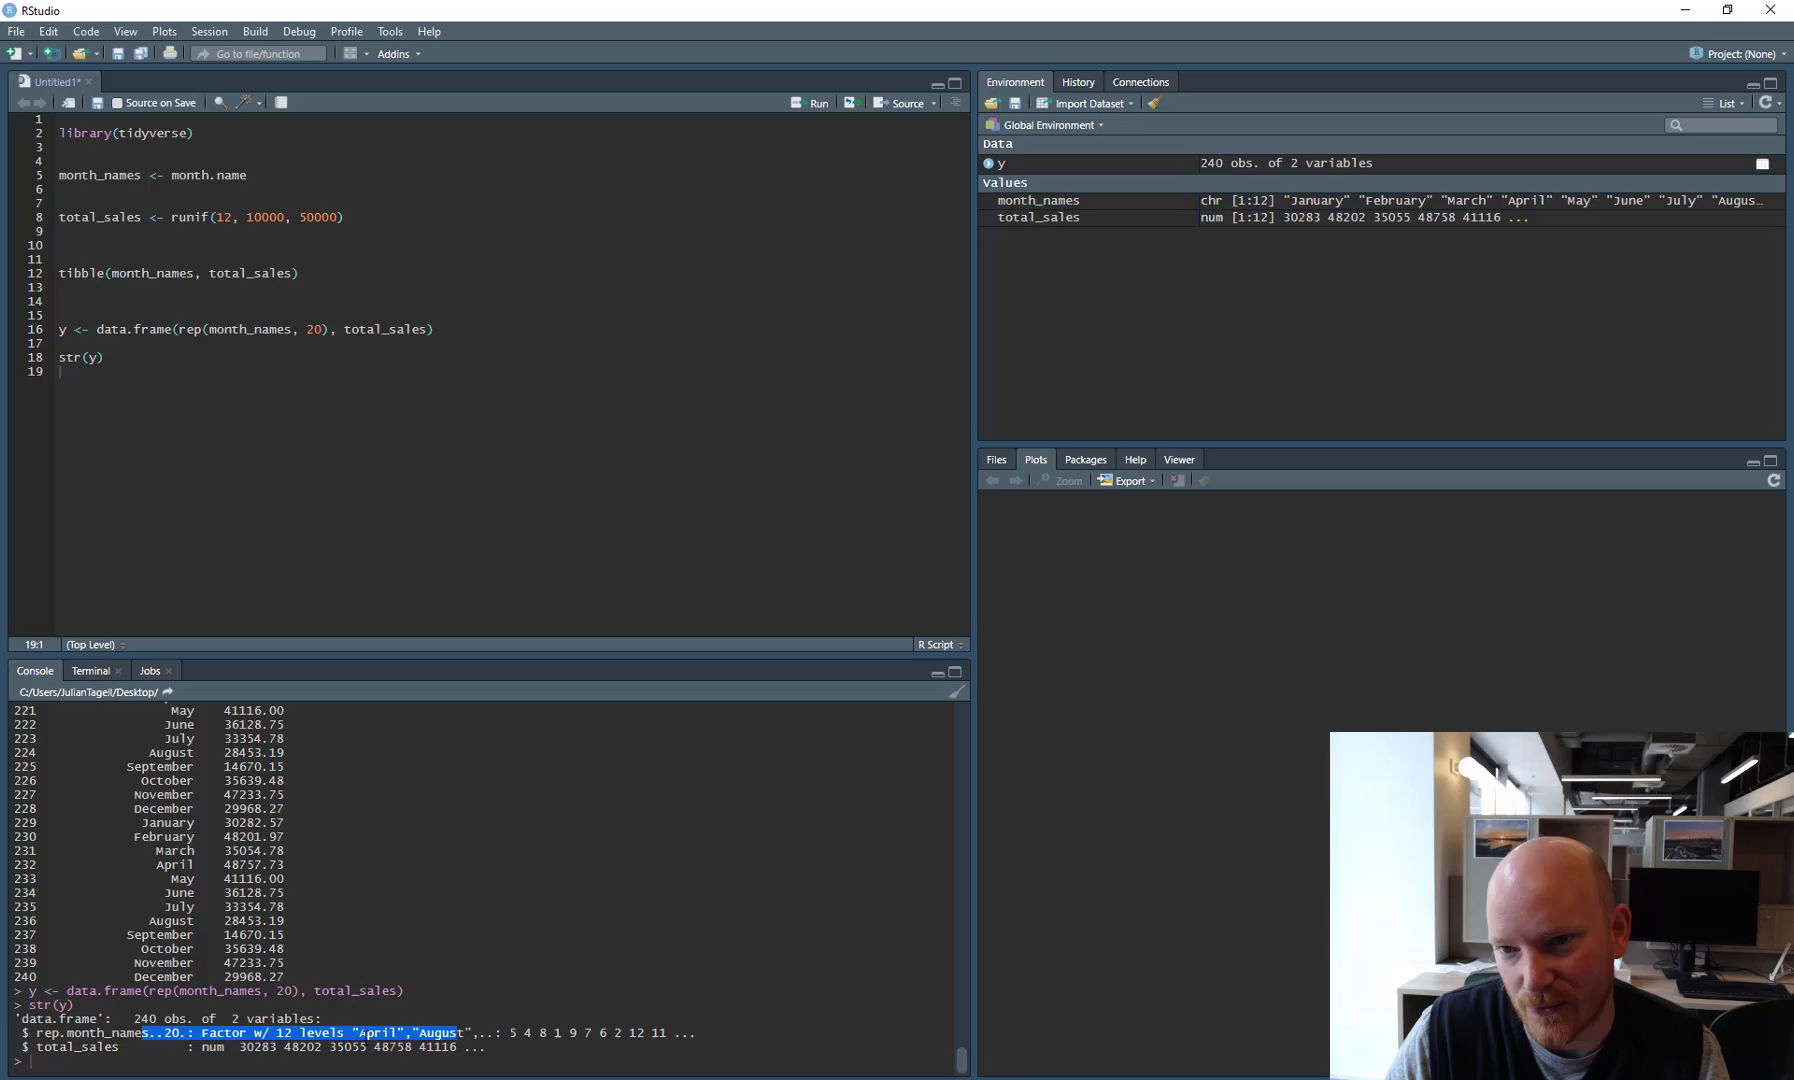 RStudio
File Edit Code View Plots Session Build Debug Profile Tools Help
Go to file/function Addins Project: (None)
Untitled1*
Source on Save Run Source
1
2 library(tidyverse)
3
4
5 month_names <- month.name
6
7
8 total_sales <- runif(12, 10000, 50000)
9
10
11
12 tibble(month_names, total_sales)
13
14
15
16 y <- data.frame(rep(month_names, 20), total_sales)
17
18 str(y)
19
19:1 (Top Level) R Script
Console Terminal Jobs
C:/Users/JulianTagell/Desktop/
221 May 41116.00
222 June 36128.75
223 July 33354.78
224 August 28453.19
225 September 14670.15
226 October 35639.48
227 November 47233.75
228 December 29968.27
229 January 30282.57
230 February 48201.97
231 March 35054.78
232 April 48757.73
233 May 41116.00
234 June 36128.75
235 July 33354.78
236 August 28453.19
237 September 14670.15
238 October 35639.48
239 November 47233.75
240 December 29968.27
> y <- data.frame(rep(month_names, 20), total_sales)
> str(y)
'data.frame': 240 obs. of 2 variables:
$ rep.month_names..20.: Factor w/ 12 levels "April","August",..: 5 4 8 1 9 7 6 2 12 11 ...
$ total_sales : num 30283 48202 35055 48758 41116 ...
>
Environment History Connections
Import Dataset List
Global Environment
Data
y 240 obs. of 2 variables
Values
month_names chr [1:12] "January" "February" "March" "April" "May" "June" "July" "Augus…
total_sales num [1:12] 30283 48202 35055 48758 41116 ...
Files Plots Packages Help Viewer
Zoom Export